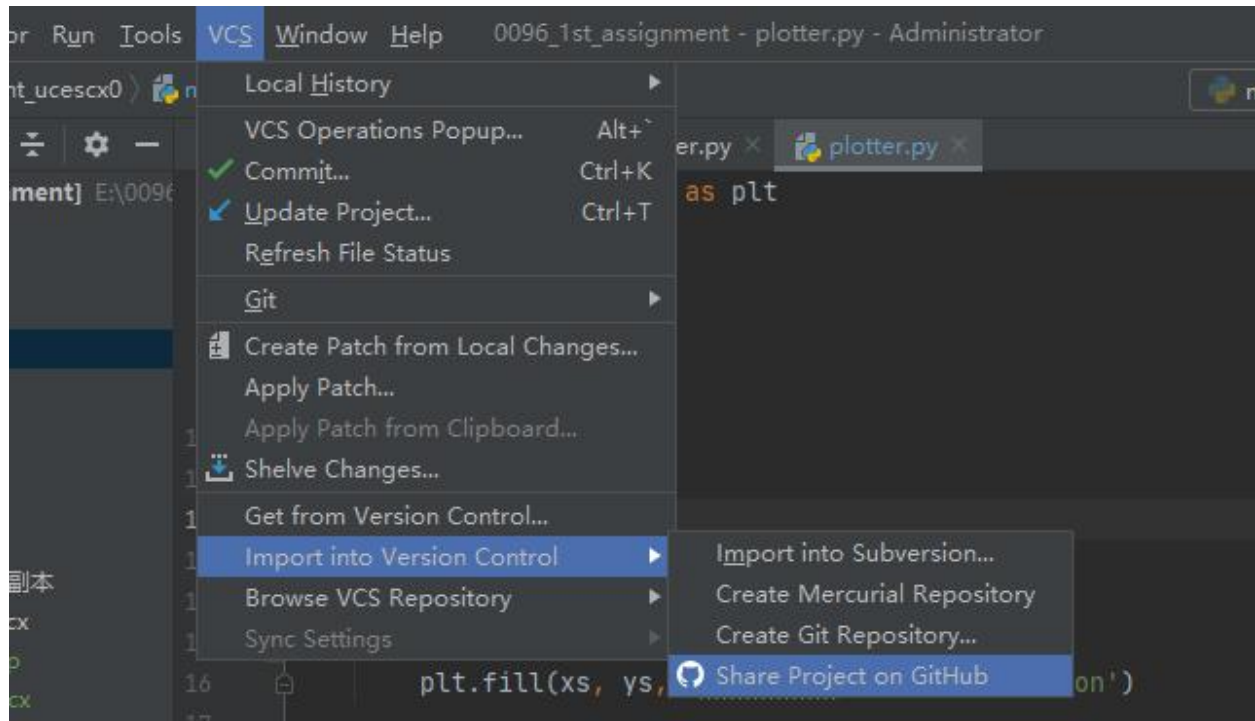 or Run Tools VCS Window Help 0096_1st_assignment - plotter.py - Administrator
nt_ucescx0
Local History
VCS Operations Popup... Alt+`
er.py plotter.py
Commit... Ctrl+K
ment] E:\0096
as plt
Update Project... Ctrl+T
Refresh File Status
Git
Create Patch from Local Changes...
Apply Patch...
Apply Patch from Clipboard...
Shelve Changes...
Get from Version Control...
Import into Version Control
Import into Subversion...
副本
Browse VCS Repository
Create Mercurial Repository
cx
Sync Settings
Create Git Repository...
Share Project on GitHub
16 plt.fill(xs, ys, on')
cx
17